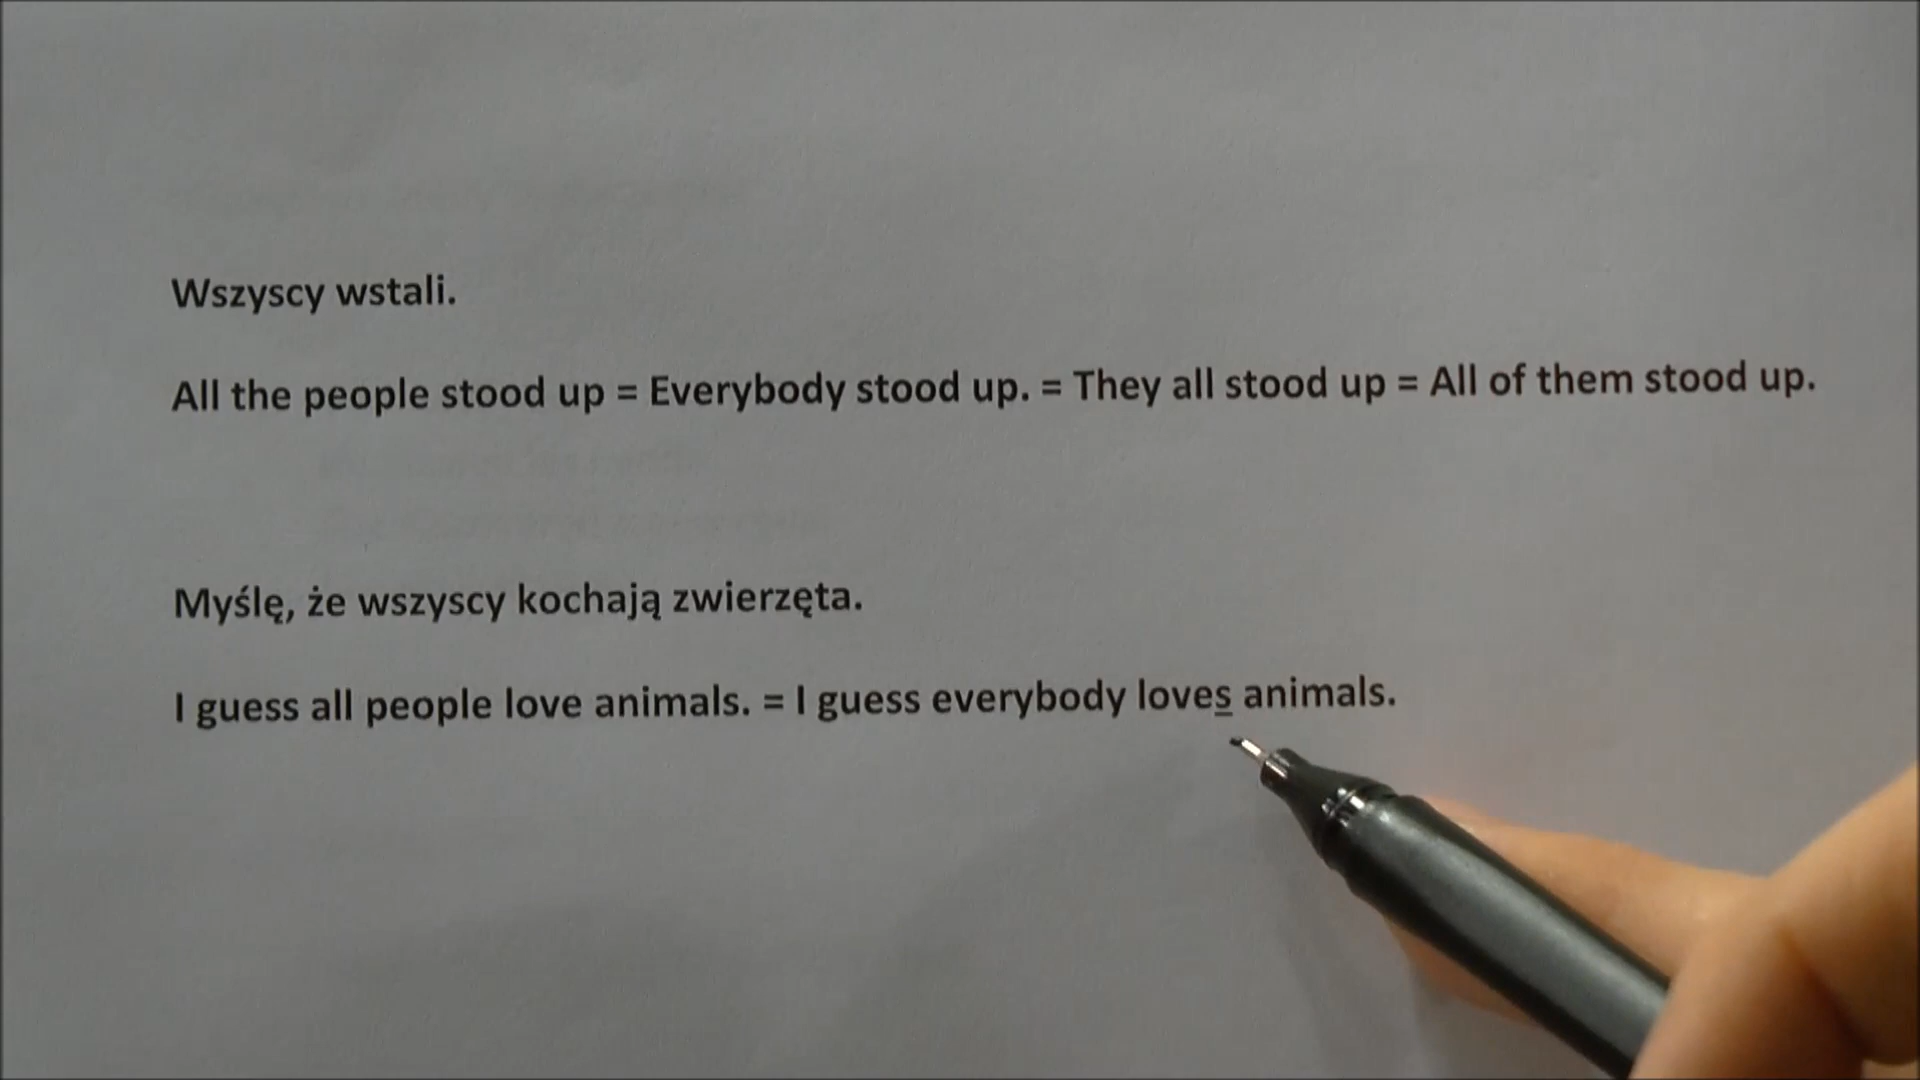 Wszyscy wstali.
All the people stood up = Everybody stood up. = They all stood up = All of them stood up.
Myślę, że wszyscy kochają zwierzęta.
I guess all people love animals. = I guess everybody loves animals.